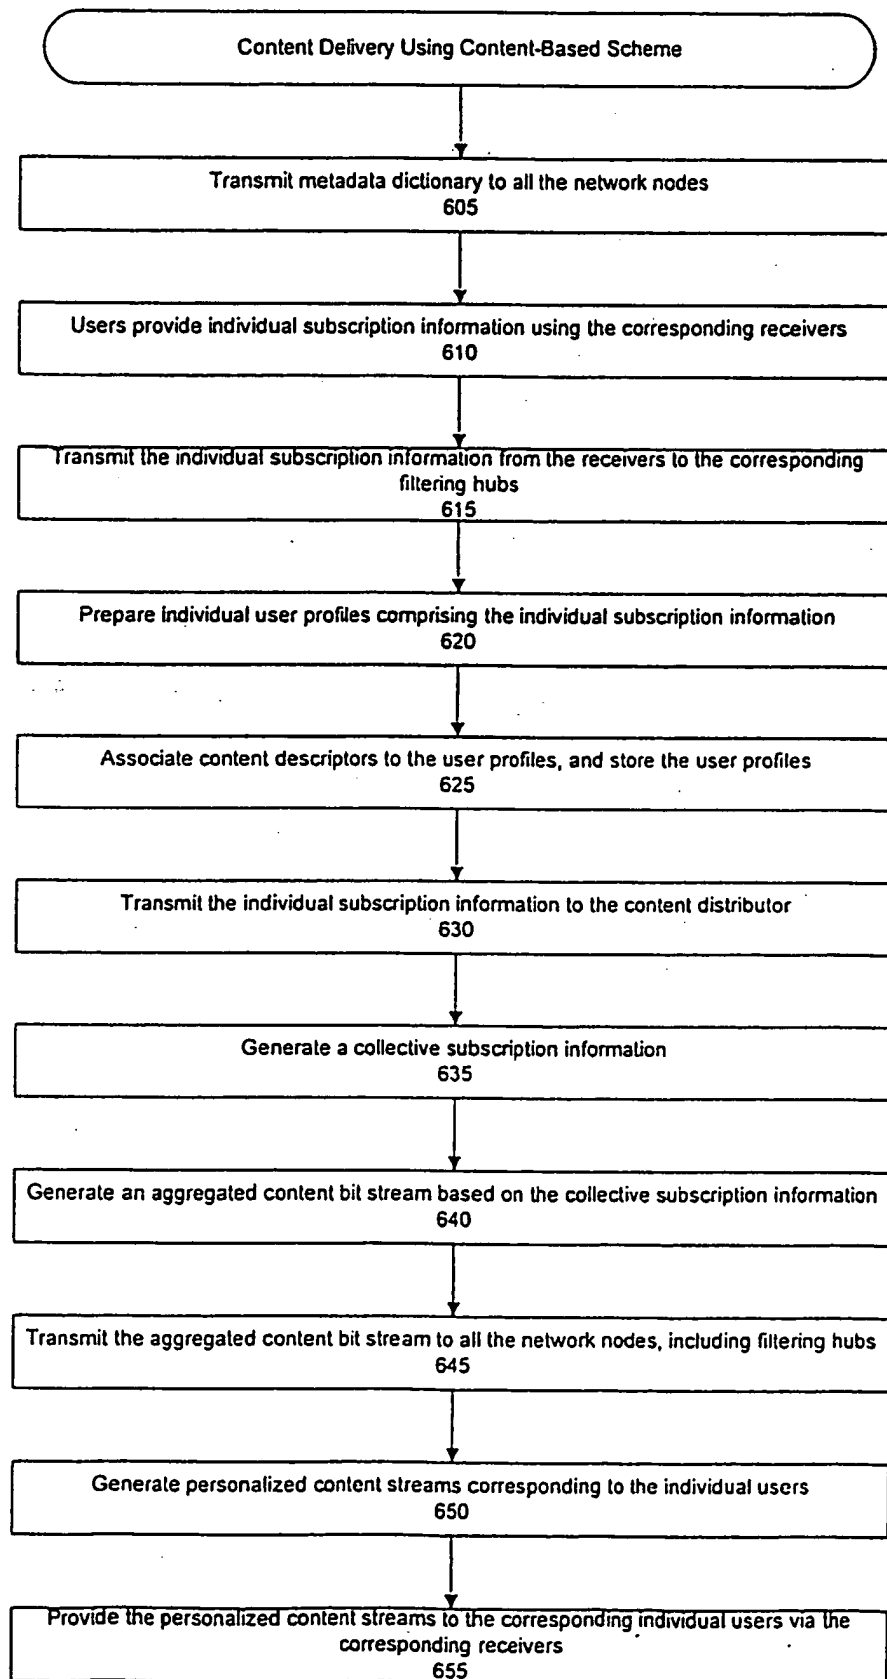 Content Delivery Using Content-Based Scheme
Transmit metadata dictionary to all the network nodes
605
Users provide individual subscription information using the corresponding receivers
610
Transmit the individual subscription information from the receivers to the corresponding
filtering hubs
615
Prepare individual user profiles comprising the individual subscription information
620
Associate content descriptors to the user profiles, and store the user profiles
625
Transmit the individual subscription information to the content distributor
630
Generate a collective subscription information
635
Generate an aggregated content bit stream based on the collective subscription information
640
Transmit the aggregated content bit stream to all the network nodes, including filtering hubs
645
Generate personalized content streams corresponding to the individual users
650
Provide the personalized content streams to the corresponding individual users via the
corresponding receivers
655